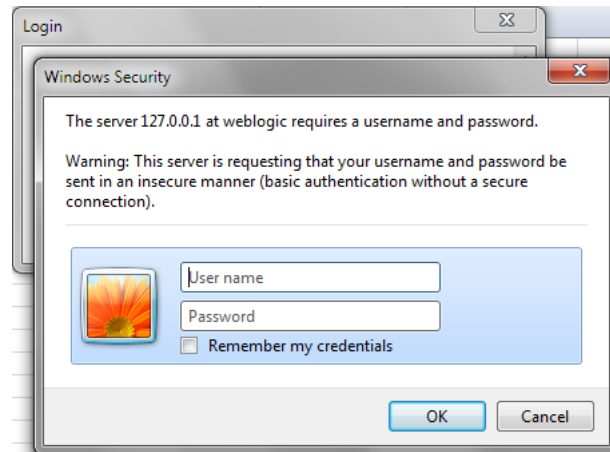 Login
Windows Security
The server 127.0.0.1 at weblogic requires a username and password.
Warning: This server is requesting that your username and password be
sent in an insecure manner (basic authentication without a secure
connection).
User name
Password
Remember my credentials
OK
Cancel